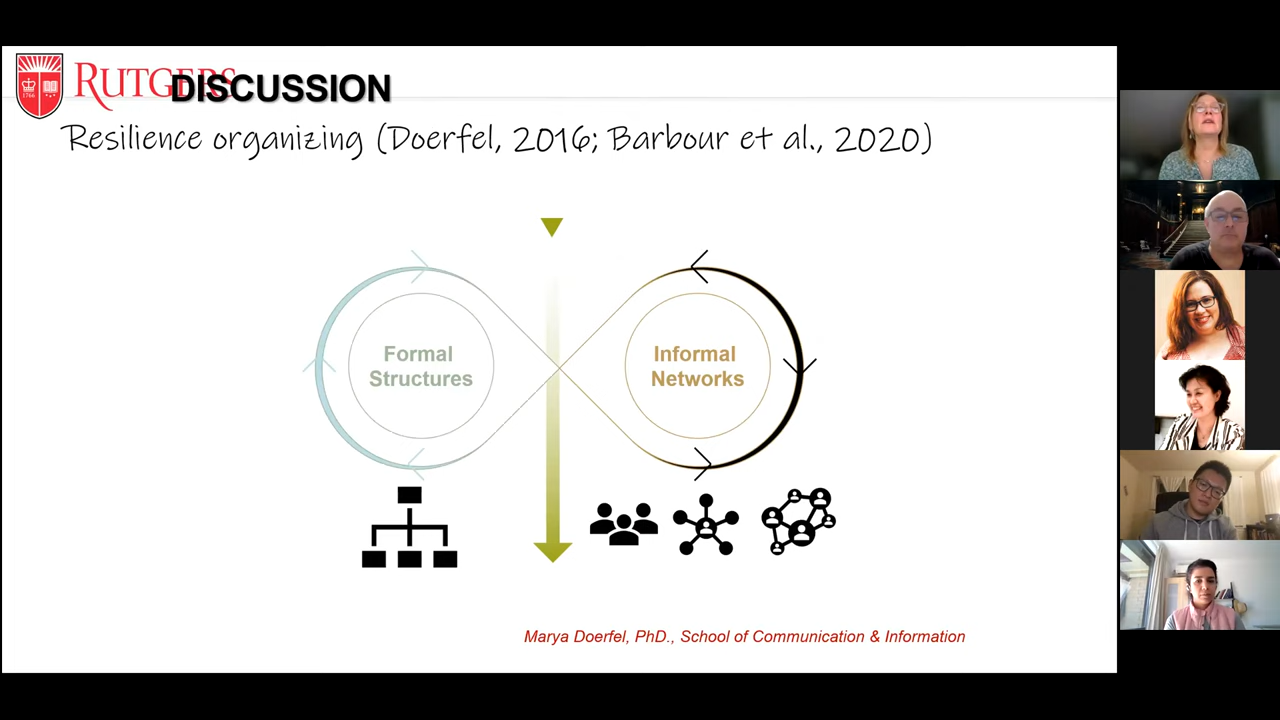 RUTGERS
DISCUSSION
Resilience organizing (Doerfel, 2016; Barbour et al., 2020)
Formal
Structures
Informal
Networks
Marya Doerfel, PhD., School of Communication & Information
1766